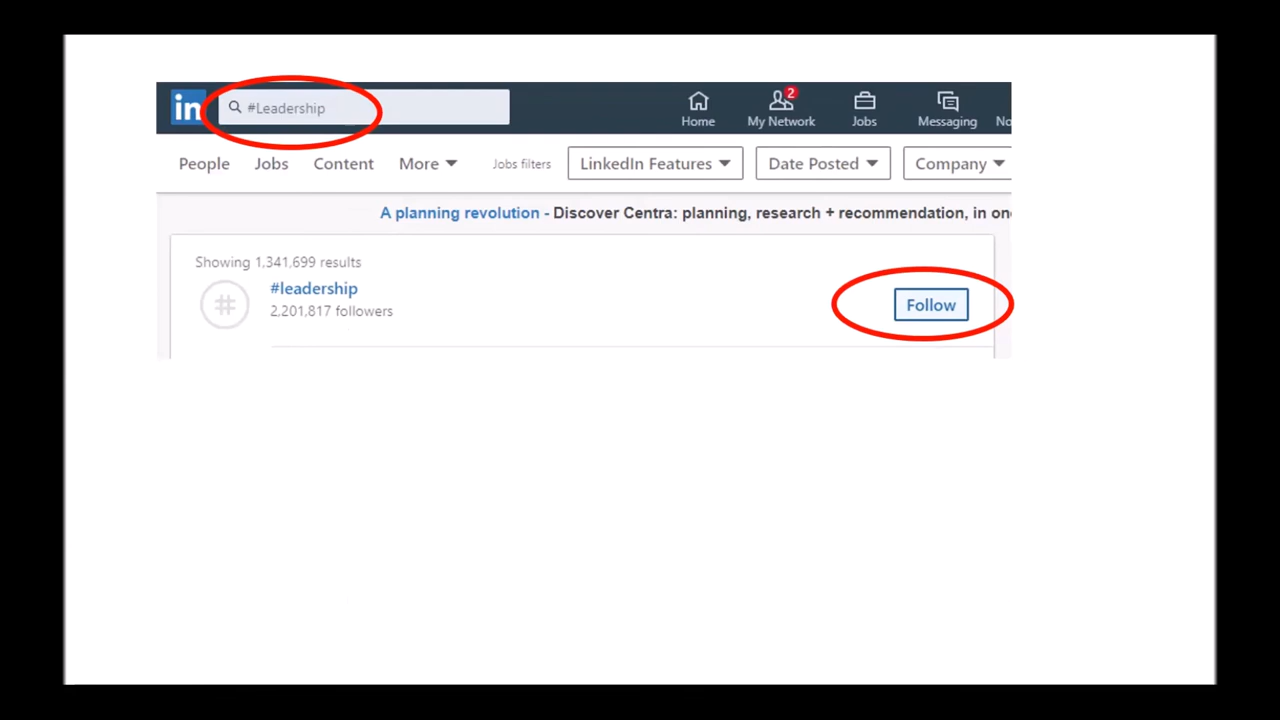 in #Leadership
2
Home My Network Jobs Messaging No
People Jobs Content More Jobs filters LinkedIn Features Date Posted Company
A planning revolution - Discover Centra: planning, research + recommendation, in on
Showing 1,341,699 results
#leadership
2,201,817 followers
Follow